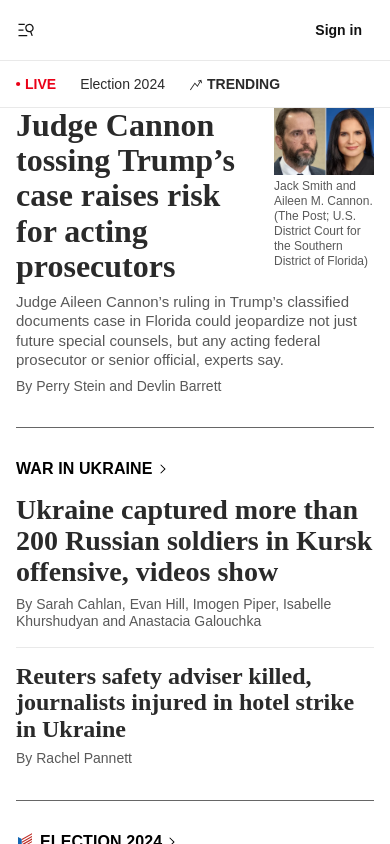 Sign in
LIVE
Election 2024
TRENDING
Judge Cannon
tossing Trump’s
case raises risk
for acting
prosecutors
Jack Smith and
Aileen M. Cannon.
(The Post; U.S.
District Court for
the Southern
District of Florida)
Judge Aileen Cannon’s ruling in Trump’s classified
documents case in Florida could jeopardize not just
future special counsels, but any acting federal
prosecutor or senior official, experts say.
By Perry Stein and Devlin Barrett
WAR IN UKRAINE
Ukraine captured more than
200 Russian soldiers in Kursk
offensive, videos show
By Sarah Cahlan, Evan Hill, Imogen Piper, Isabelle
Khurshudyan and Anastacia Galouchka
Reuters safety adviser killed,
journalists injured in hotel strike
in Ukraine
By Rachel Pannett
ELECTION 2024